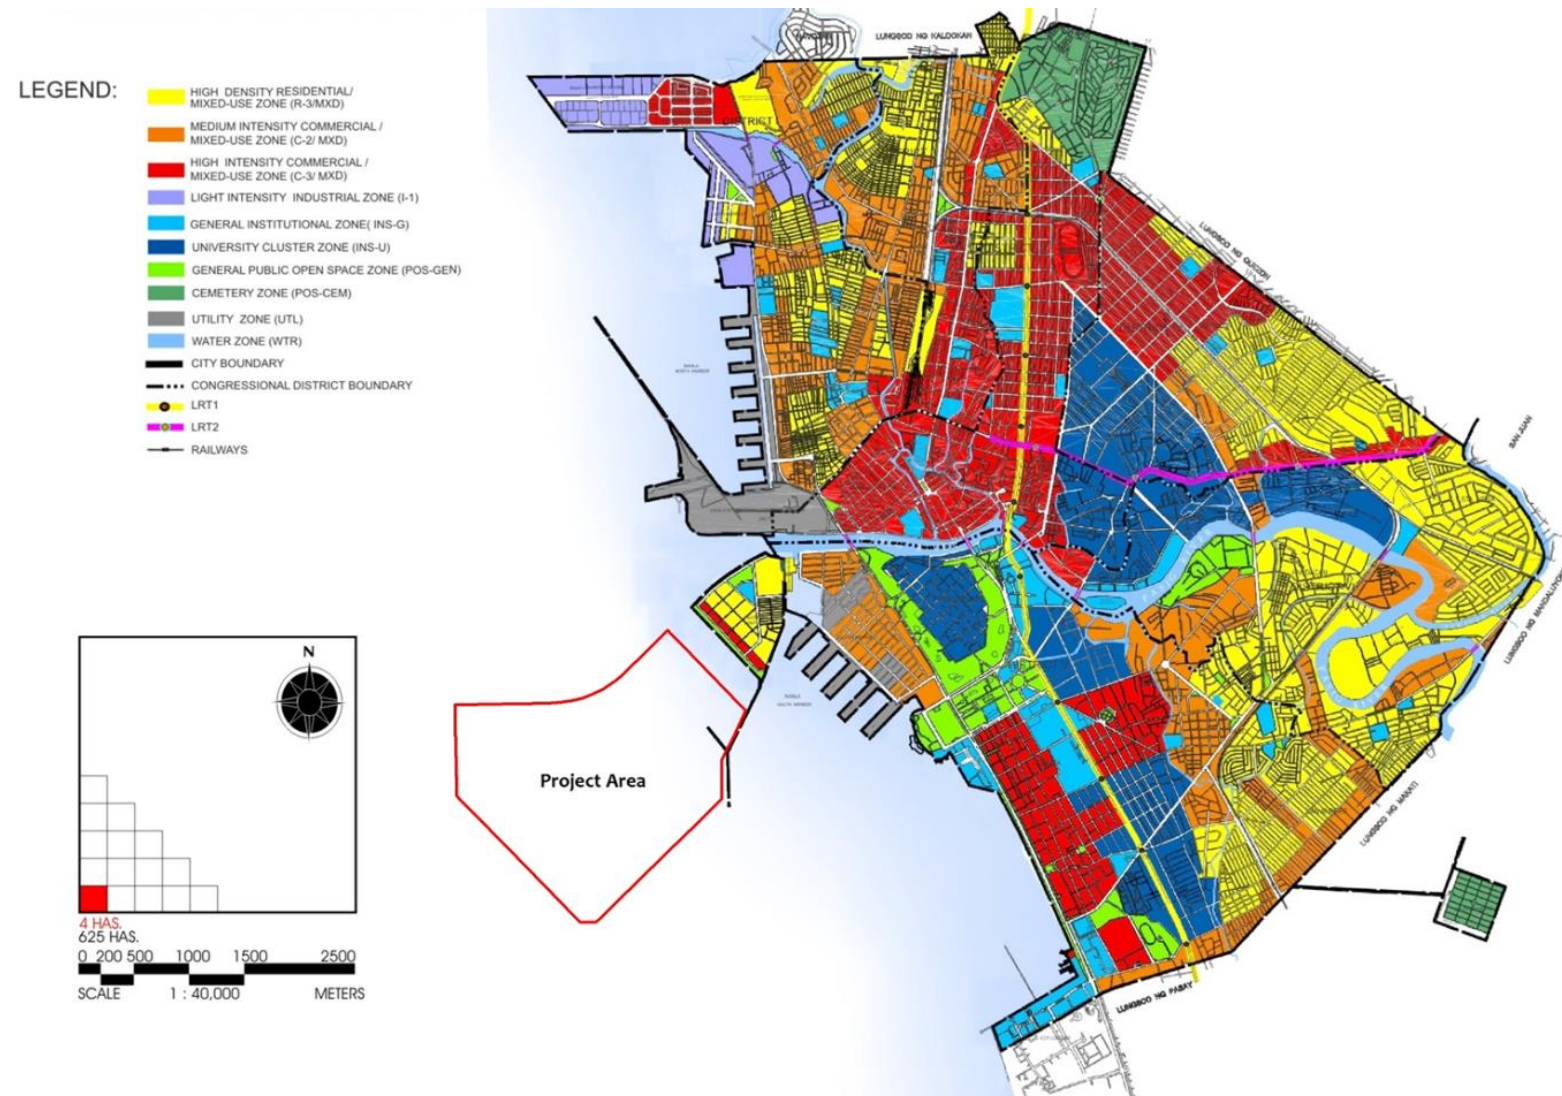 LEGEND:
HIGH DENSITY RESIDENTIAL/
MIXED-USE ZONE (R-3/MXD)
MEDIUM INTENSITY COMMERCIAL /
MIXED-USE ZONE (C-2/ MXD)
HIGH INTENSITY COMMERCIAL /
MIXED-USE ZONE (C-3/ MXD)
LIGHT INTENSITY INDUSTRIAL ZONE (I-1)
GENERAL INSTITUTIONAL ZONE( INS-G)
UNIVERSITY CLUSTER ZONE (INS-U)
GENERAL PUBLIC OPEN SPACE ZONE (POS-GEN)
CEMETERY ZONE (POS-CEM)
UTILITY ZONE (UTL)
WATER ZONE (WTR)
CITY BOUNDARY
CONGRESSIONAL DISTRICT BOUNDARY
LRT1
LRT2
RAILWAYS
LUNGSOD NG KALOOKAN
DISTRICT
LUNGSOD NG QUEZON
SAN JUAN
LUNGSOD NG MAKATI
LUNGSOD NG PASAY
Project Area
N
4 HAS.
625 HAS.
0 200 500 1000 1500 2500
SCALE 1 : 40,000 METERS